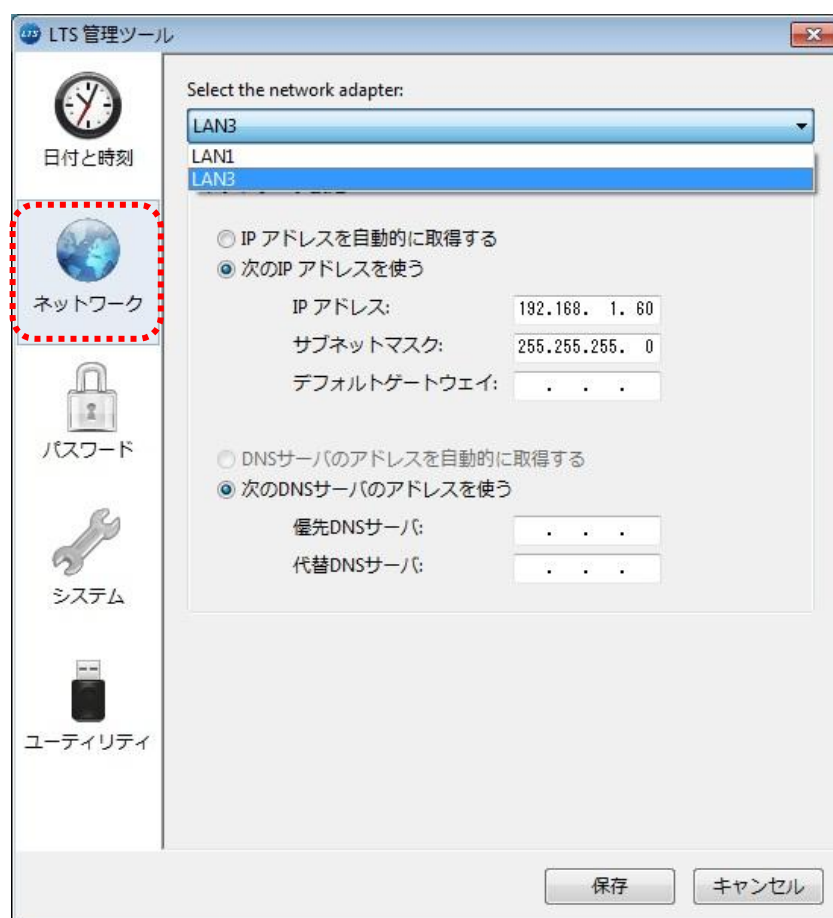 LTS 管理ツール
日付と時刻
ネットワーク
パスワード
システム
ユーティリティ
Select the network adapter:
LAN3
LAN1
LAN3
IP アドレスを自動的に取得する
次のIP アドレスを使う
IP アドレス: 192.168. 1. 60
サブネットマスク: 255.255.255. 0
デフォルトゲートウェイ: . . .
DNSサーバのアドレスを自動的に取得する
次のDNSサーバのアドレスを使う
優先DNSサーバ: . . .
代替DNSサーバ: . . .
保存 キャンセル